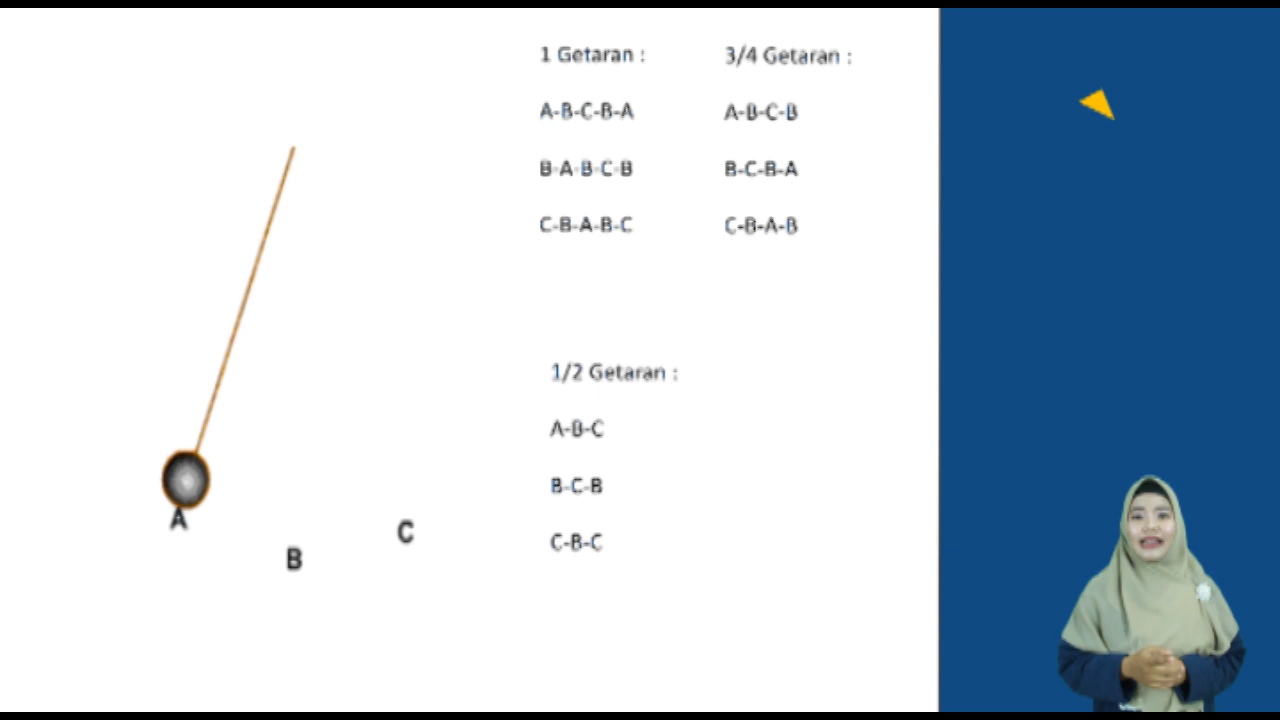 1 Getaran :
A-B-C-B-A
B-A-B-C-B
C-B-A-B-C
3/4 Getaran :
A-B-C-B
B-C-B-A
C-B-A-B
1/2 Getaran :
A-B-C
B-C-B
C-B-C
A
B
C